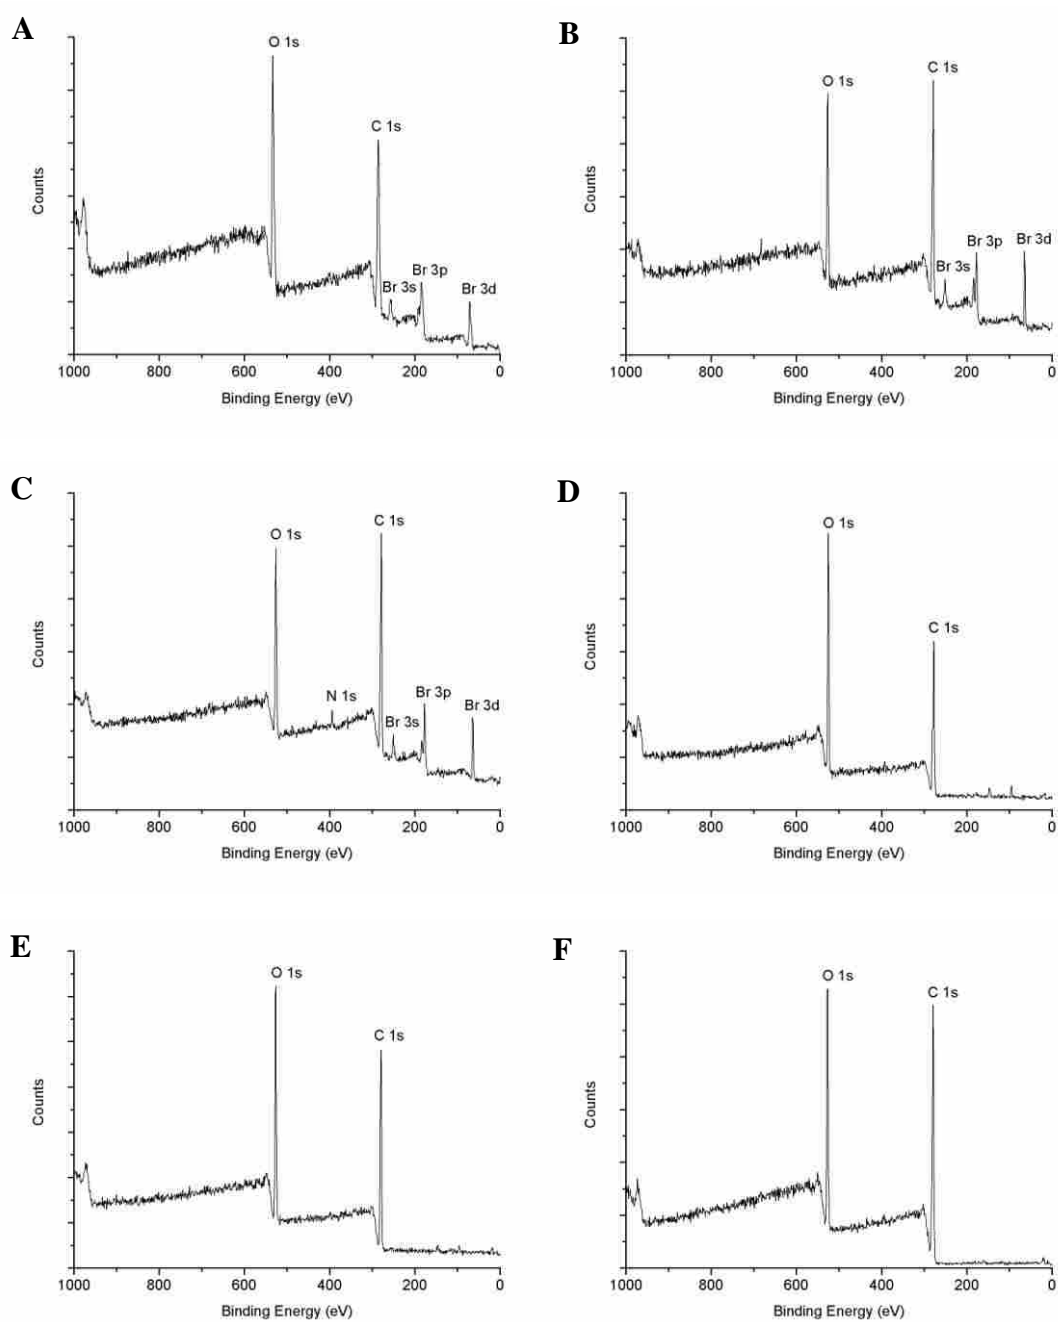 A
O 1s
C 1s
Br 3s
Br 3p
Br 3d
Counts
1000 800 600 400 200 0
Binding Energy (eV)
B
O 1s
C 1s
Br 3s
Br 3p
Br 3d
Counts
1000 800 600 400 200 0
Binding Energy (eV)
C
O 1s
N 1s
C 1s
Br 3s
Br 3p
Br 3d
Counts
1000 800 600 400 200 0
Binding Energy (eV)
D
O 1s
C 1s
Counts
1000 800 600 400 200 0
Binding Energy (eV)
E
O 1s
C 1s
Counts
1000 800 600 400 200 0
Binding Energy (eV)
F
O 1s
C 1s
Counts
1000 800 600 400 200 0
Binding Energy (eV)